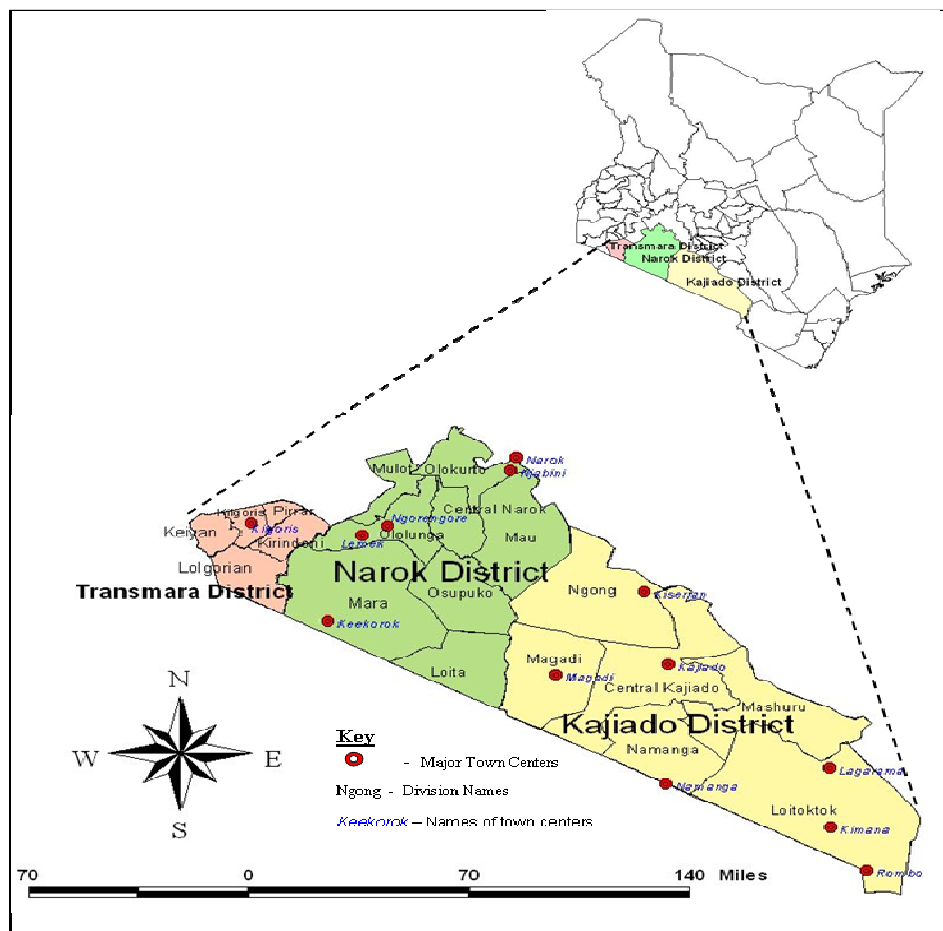 Transmara District
Narok District
Kajiado District
Narok
Njabini
Mulot
Olokurto
Ngorengore
Central Narok
Kilgoris
Pirrar
Kilgoris
Keiyan
Kirindoni
Lemek
Ololunga
Mau
Lolgorian
Narok District
Transmara District
Osupuko
Ngong
Kiserian
Mara
Keekorok
Loita
Magadi
Magadi
Kajiado
Central Kajiado
Mashuru
Kajiado District
Namanga
Namanga
Lagarama
Loitoktok
Kimana
Rombo
N
W
E
S
Key
- Major Town Centers
Ngong - Division Names
Keekorok – Names of town centers
70 0 70 140 Miles